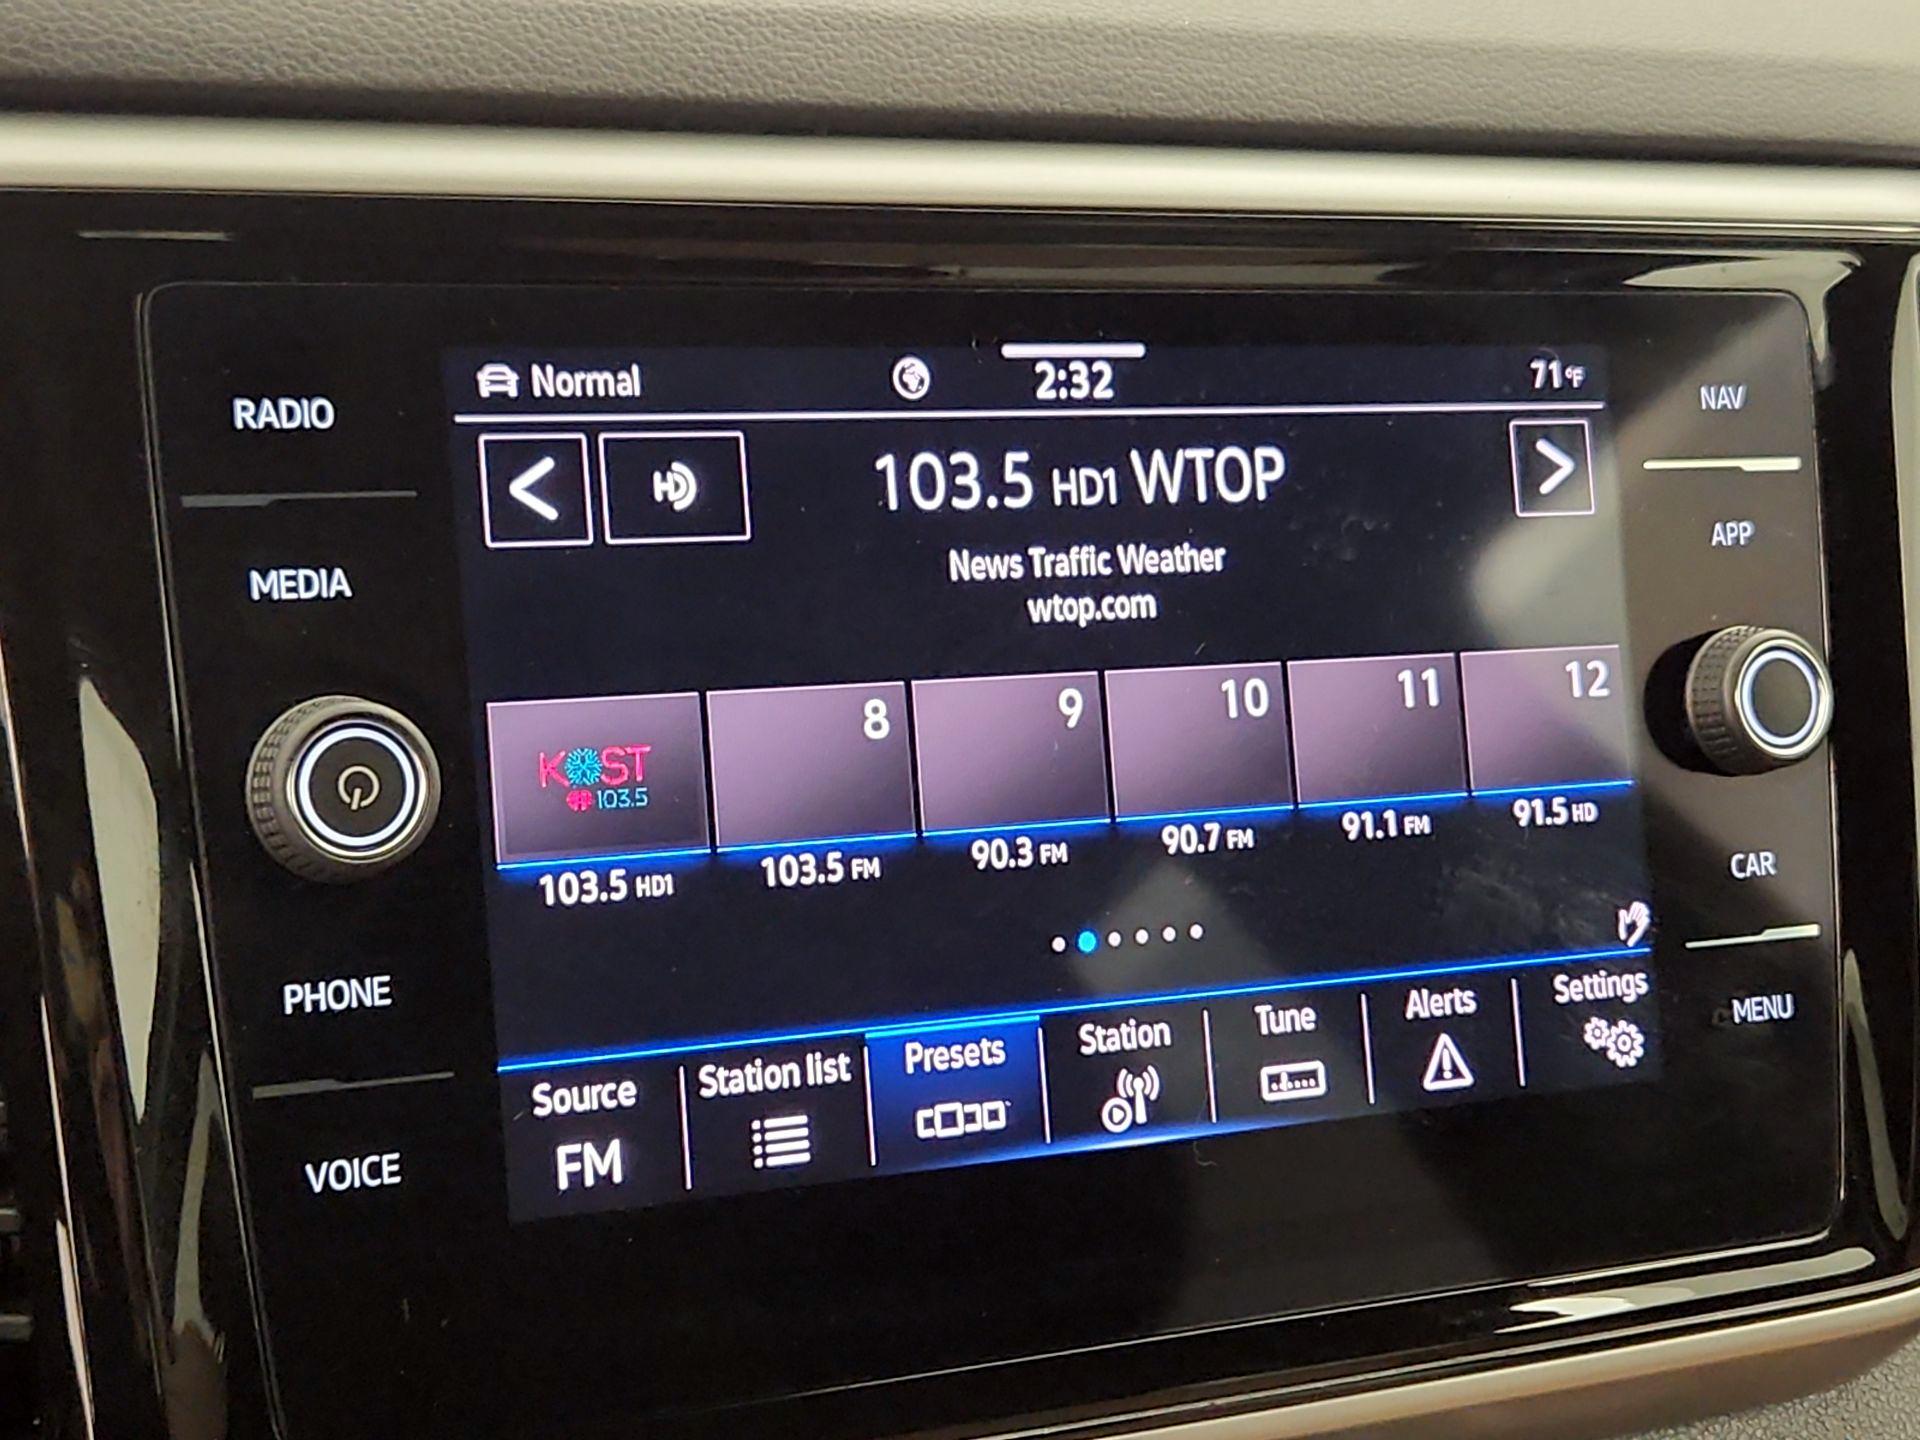 RADIO
MEDIA
PHONE
VOICE
Normal
2:32
71°F
HD
103.5 HD1 WTOP
News Traffic Weather
wtop.com
KOST
103.5
8
9
10
11
12
103.5 HD1
103.5 FM
90.3 FM
90.7 FM
91.1 FM
91.5 HD
Source
FM
Station list
Presets
Station
Tune
Alerts
Settings
NAV
APP
CAR
MENU